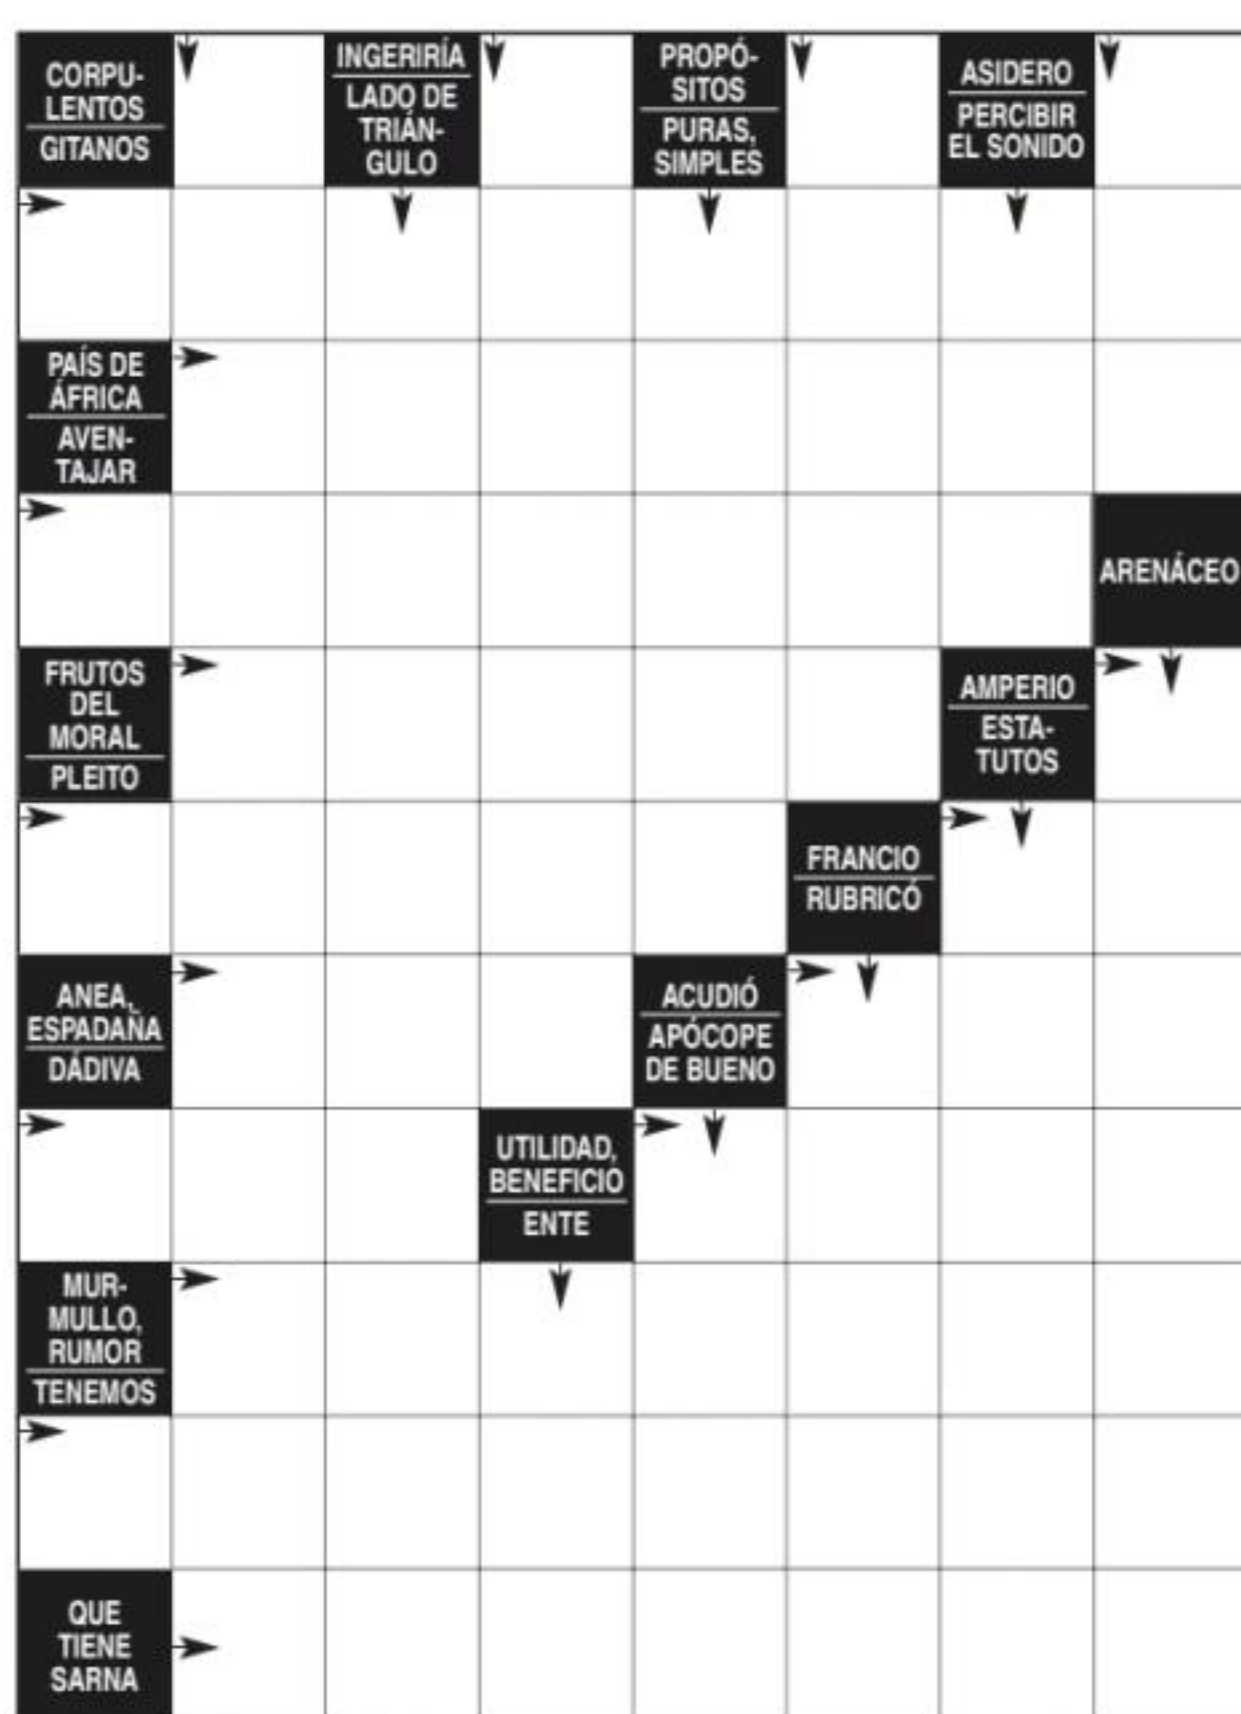 CORPU-
LENTOS
GITANOS
INGERIRÍA
LADO DE
TRIÁN-
GULO
PROPÓ-
SITOS
PURAS,
SIMPLES
ASIDERO
PERCIBIR
EL SONIDO
PAÍS DE
ÁFRICA
AVEN-
TAJAR
ARENÁCEO
FRUTOS
DEL
MORAL
PLEITO
AMPERIO
ESTA-
TUTOS
FRANCIO
RUBRICÓ
ANEA,
ESPADAÑA
DÁDIVA
ACUDIÓ
APÓCOPE
DE BUENO
UTILIDAD,
BENEFICIO
ENTE
MUR-
MULLO,
RUMOR
TENEMOS
QUE
TIENE
SARNA